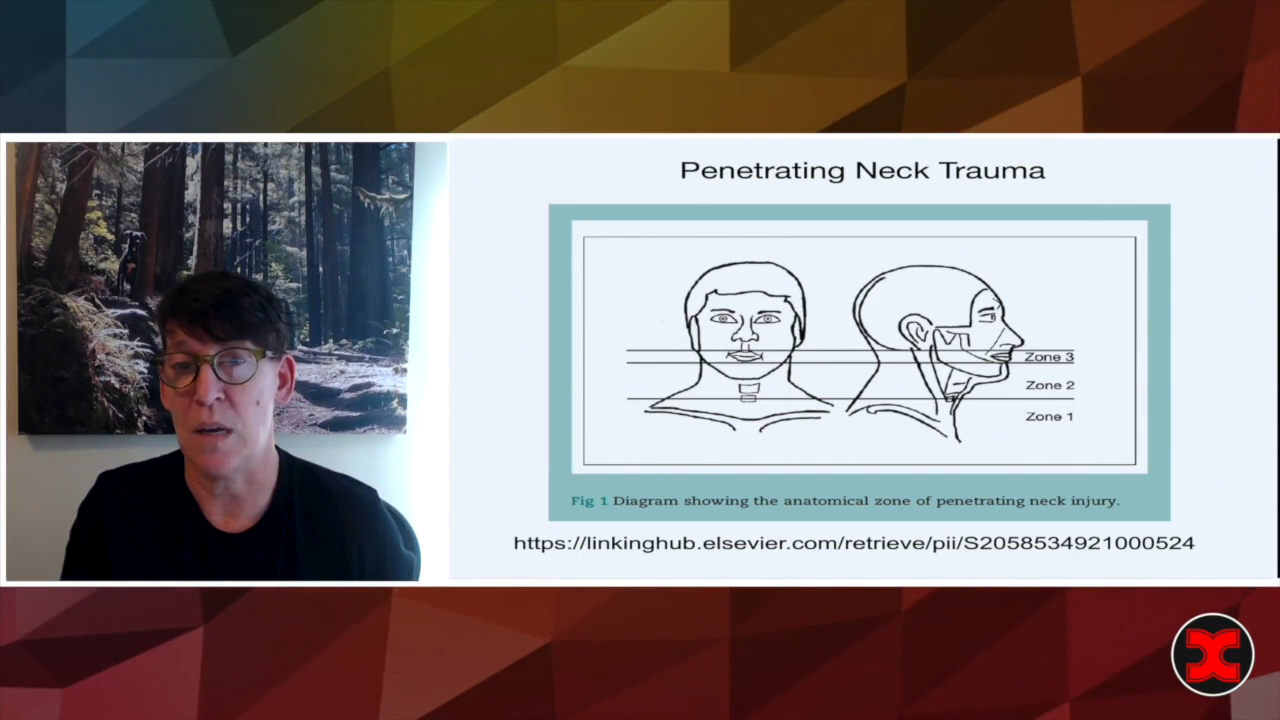 Penetrating Neck Trauma
Zone 3
Zone 2
Zone 1
Fig 1 Diagram showing the anatomical zone of penetrating neck injury.
https://linkinghub.elsevier.com/retrieve/pii/S2058534921000524